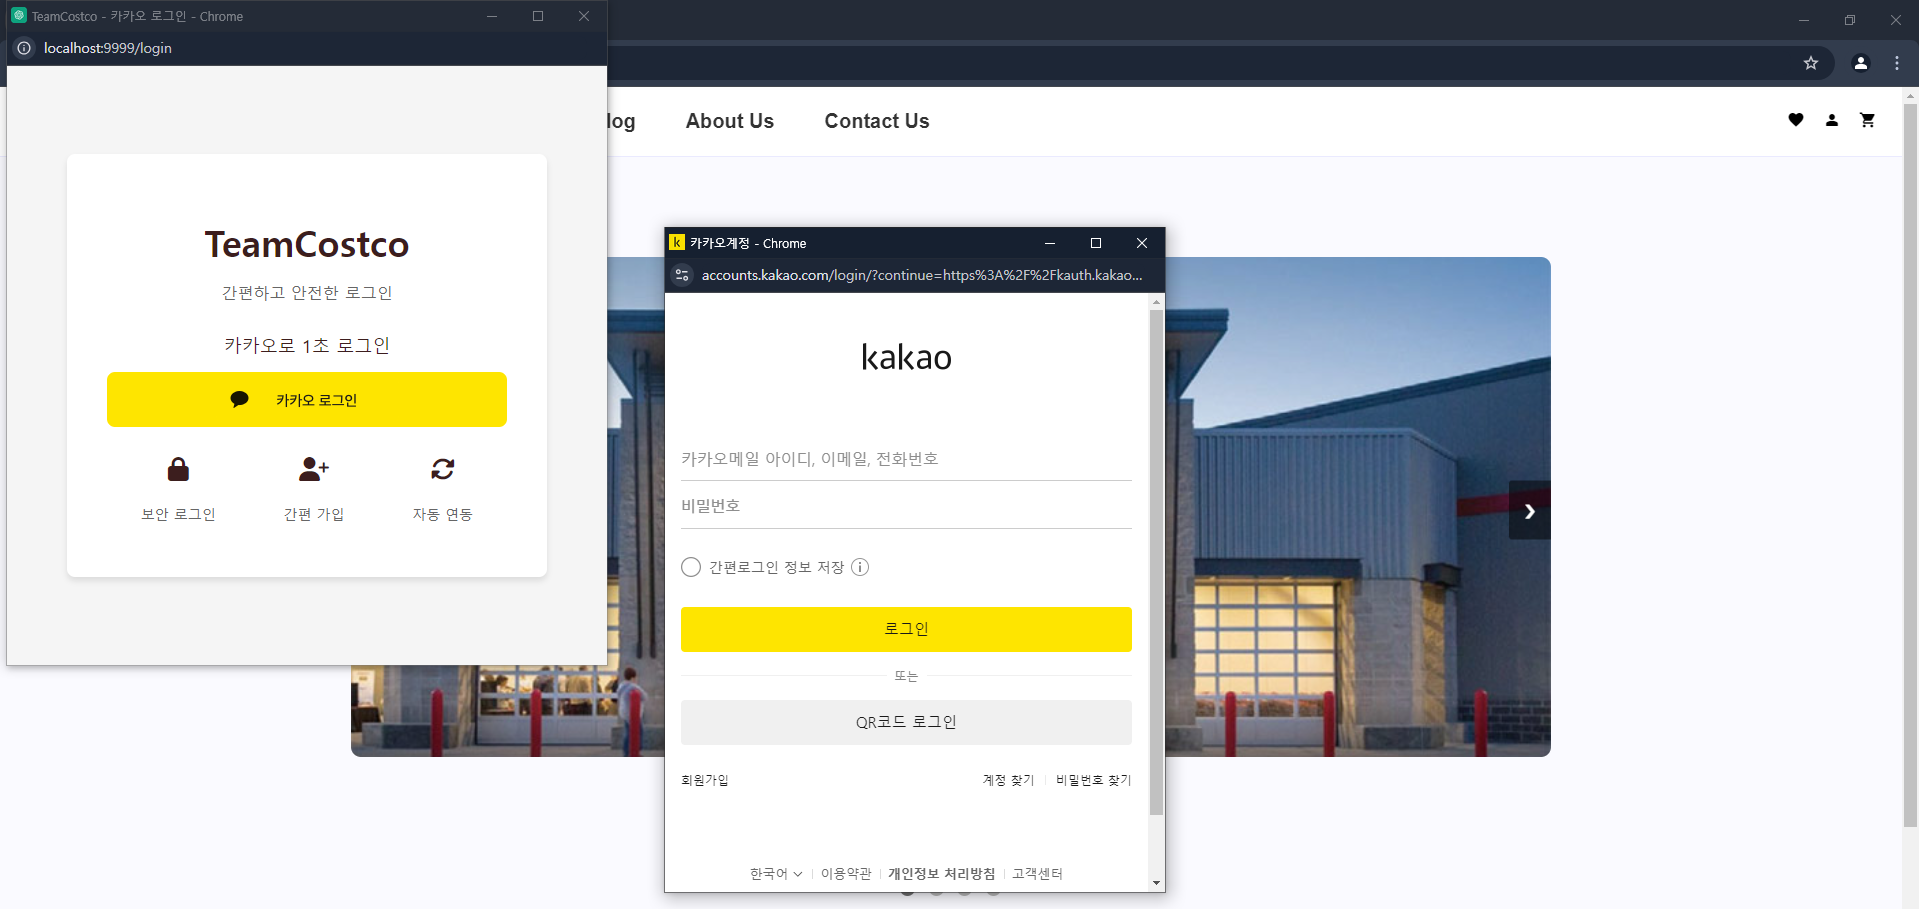 TeamCostco - 카카오 로그인 - Chrome
localhost:9999/login
log
About Us
Contact Us
TeamCostco
간편하고 안전한 로그인
카카오로 1초 로그인
카카오 로그인
보안 로그인
간편 가입
자동 연동
k 카카오계정 - Chrome
accounts.kakao.com/login/?continue=https%3A%2F%2Fkauth.kakao...
kakao
카카오메일 아이디, 이메일, 전화번호
비밀번호
간편로그인 정보 저장
로그인
또는
QR코드 로그인
회원가입
계정 찾기
비밀번호 찾기
한국어
이용약관
개인정보 처리방침
고객센터